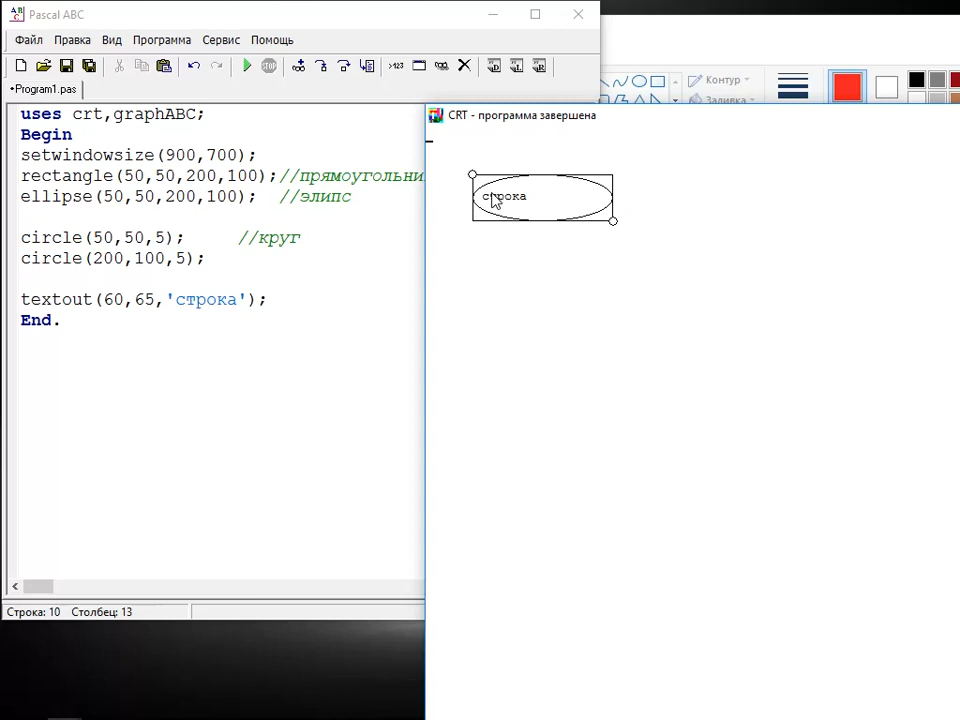 Pascal ABC
Файл Правка Вид Программа Сервис Помощь
•Program1.pas
Контур
Заливка
uses crt,graphABC;
Begin
setwindowsize(900,700);
rectangle(50,50,200,100);//прямоугольни
ellipse(50,50,200,100); //элипс
circle(50,50,5); //круг
circle(200,100,5);
textout(60,65,'строка');
End.
CRT - программа завершена
строка
Строка: 10 Столбец: 13